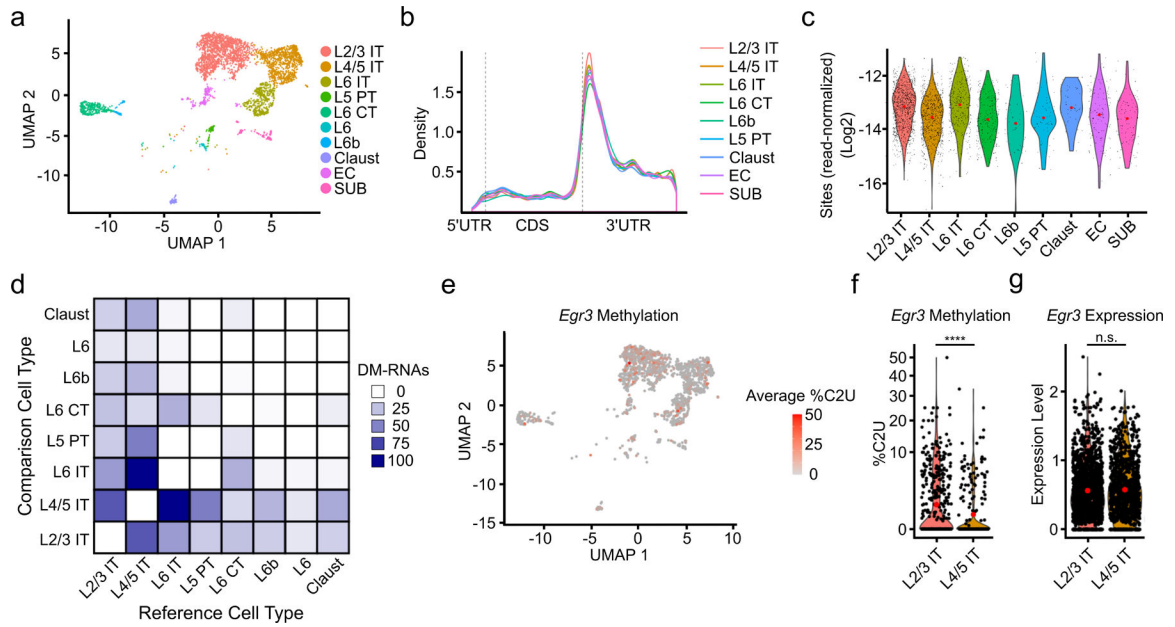 a
UMAP 2
5
0
-5
-10
-10
-5
0
5
UMAP 1
L2/3 IT
L4/5 IT
L6 IT
L5 PT
L6 CT
L6
L6b
Claust
EC
SUB
b
Density
2.0
1.5
1.0
0.5
5'UTR
CDS
3'UTR
L2/3 IT
L4/5 IT
L6 IT
L6 CT
L6b
L5 PT
Claust
EC
SUB
c
Sites (read-normalized)
(Log2)
-12
-14
-16
L2/3 IT
L4/5 IT
L6 IT
L6 CT
L6b
L5 PT
Claust
EC
SUB
d
Comparison Cell Type
Claust
L6
L6b
L6 CT
L5 PT
L6 IT
L4/5 IT
L2/3 IT
L2/3 IT
L4/5 IT
L6 IT
L5 PT
L6 CT
L6b
L6
Claust
Reference Cell Type
DM-RNAs
0
25
50
75
100
e
Egr3 Methylation
UMAP 2
10
5
0
-5
-10
-15
-10
-5
0
5
10
UMAP 1
Average %C2U
50
25
0
f
Egr3 Methylation
****
%C2U
50
40
30
20
10
0
L2/3 IT
L4/5 IT
g
Egr3 Expression
n.s.
Expression Level
2
1
0
L2/3 IT
L4/5 IT